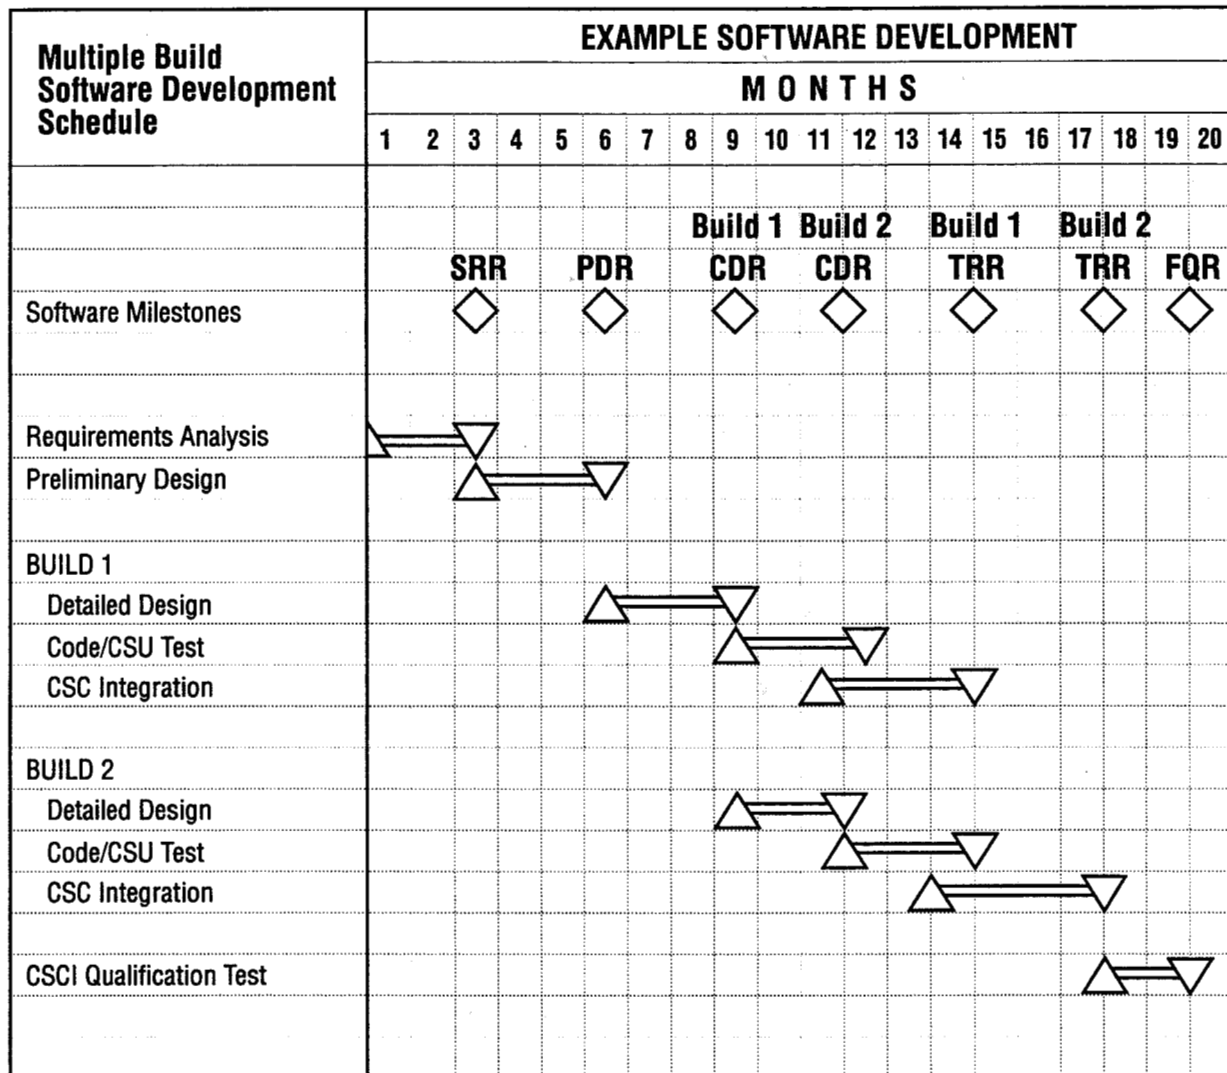 Multiple Build
Software Development
Schedule
EXAMPLE SOFTWARE DEVELOPMENT
MONTHS
1 2 3 4 5 6 7 8 9 10 11 12 13 14 15 16 17 18 19 20
Build 1 Build 2 Build 1 Build 2
SRR PDR CDR CDR TRR TRR FQR
Software Milestones
Requirements Analysis
Preliminary Design
BUILD 1
Detailed Design
Code/CSU Test
CSC Integration
BUILD 2
Detailed Design
Code/CSU Test
CSC Integration
CSCI Qualification Test